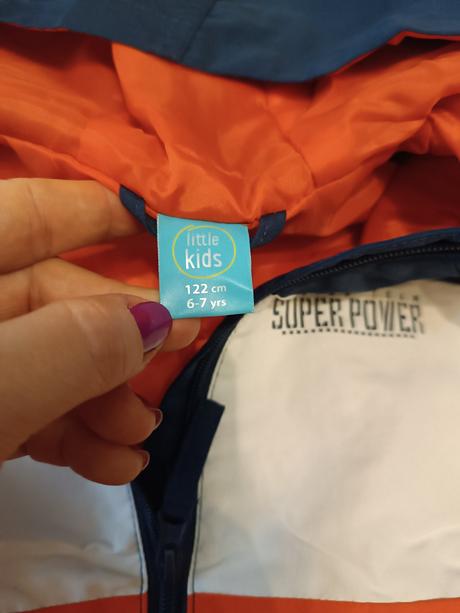 little
kids
122 cm
6-7 yrs
SUPER POWER